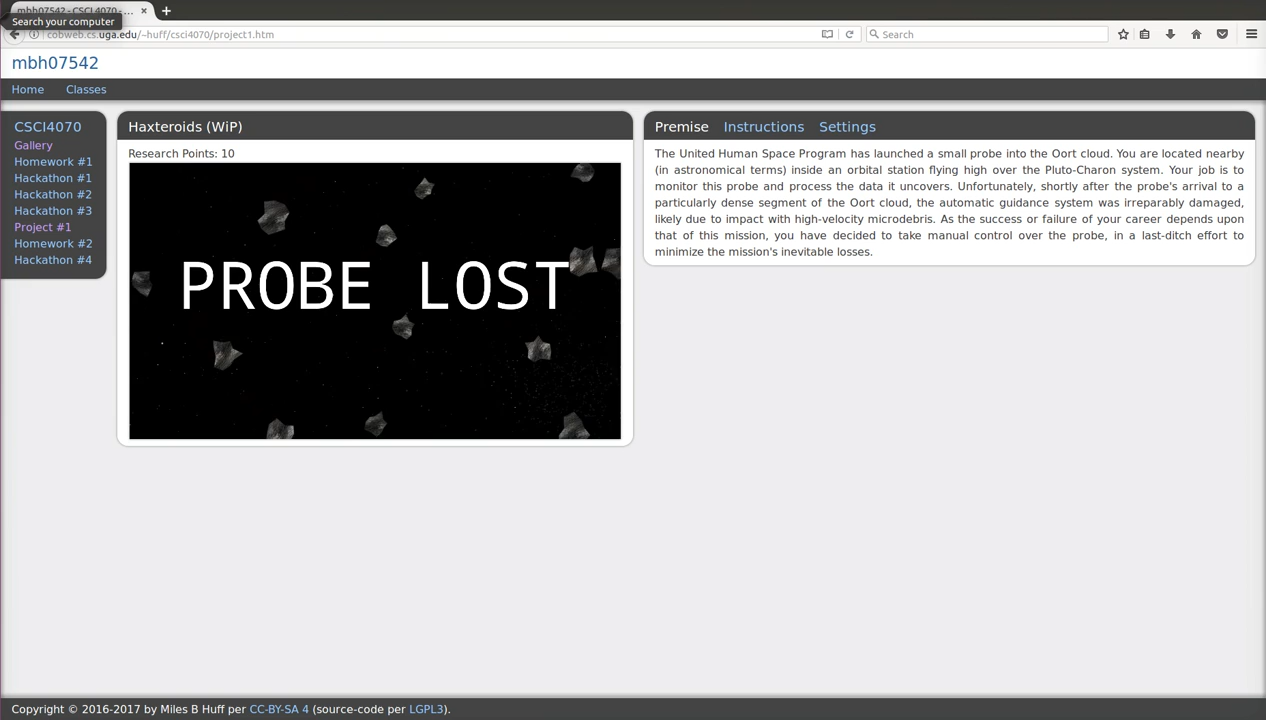 mbh07542 - CSCI 4070 - ...
Search your computer
cobweb.cs.uga.edu/~huff/csci4070/project1.htm
Search
mbh07542
Home Classes
CSCI4070
Gallery
Homework #1
Hackathon #1
Hackathon #2
Hackathon #3
Project #1
Homework #2
Hackathon #4
Haxteroids (WiP)
Research Points: 10
PROBE LOST
Premise Instructions Settings
The United Human Space Program has launched a small probe into the Oort cloud. You are located nearby
(in astronomical terms) inside an orbital station flying high over the Pluto-Charon system. Your job is to
monitor this probe and process the data it uncovers. Unfortunately, shortly after the probe's arrival to a
particularly dense segment of the Oort cloud, the automatic guidance system was irreparably damaged,
likely due to impact with high-velocity microdebris. As the success or failure of your career depends upon
that of this mission, you have decided to take manual control over the probe, in a last-ditch effort to
minimize the mission's inevitable losses.
Copyright © 2016-2017 by Miles B Huff per CC-BY-SA 4 (source-code per LGPL3).